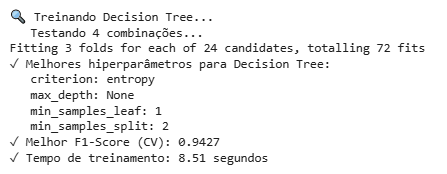 🔍 Treinando Decision Tree...
Testando 4 combinações...
Fitting 3 folds for each of 24 candidates, totalling 72 fits
✓ Melhores hiperparâmetros para Decision Tree:
criterion: entropy
max_depth: None
min_samples_leaf: 1
min_samples_split: 2
✓ Melhor F1-Score (CV): 0.9427
✓ Tempo de treinamento: 8.51 segundos